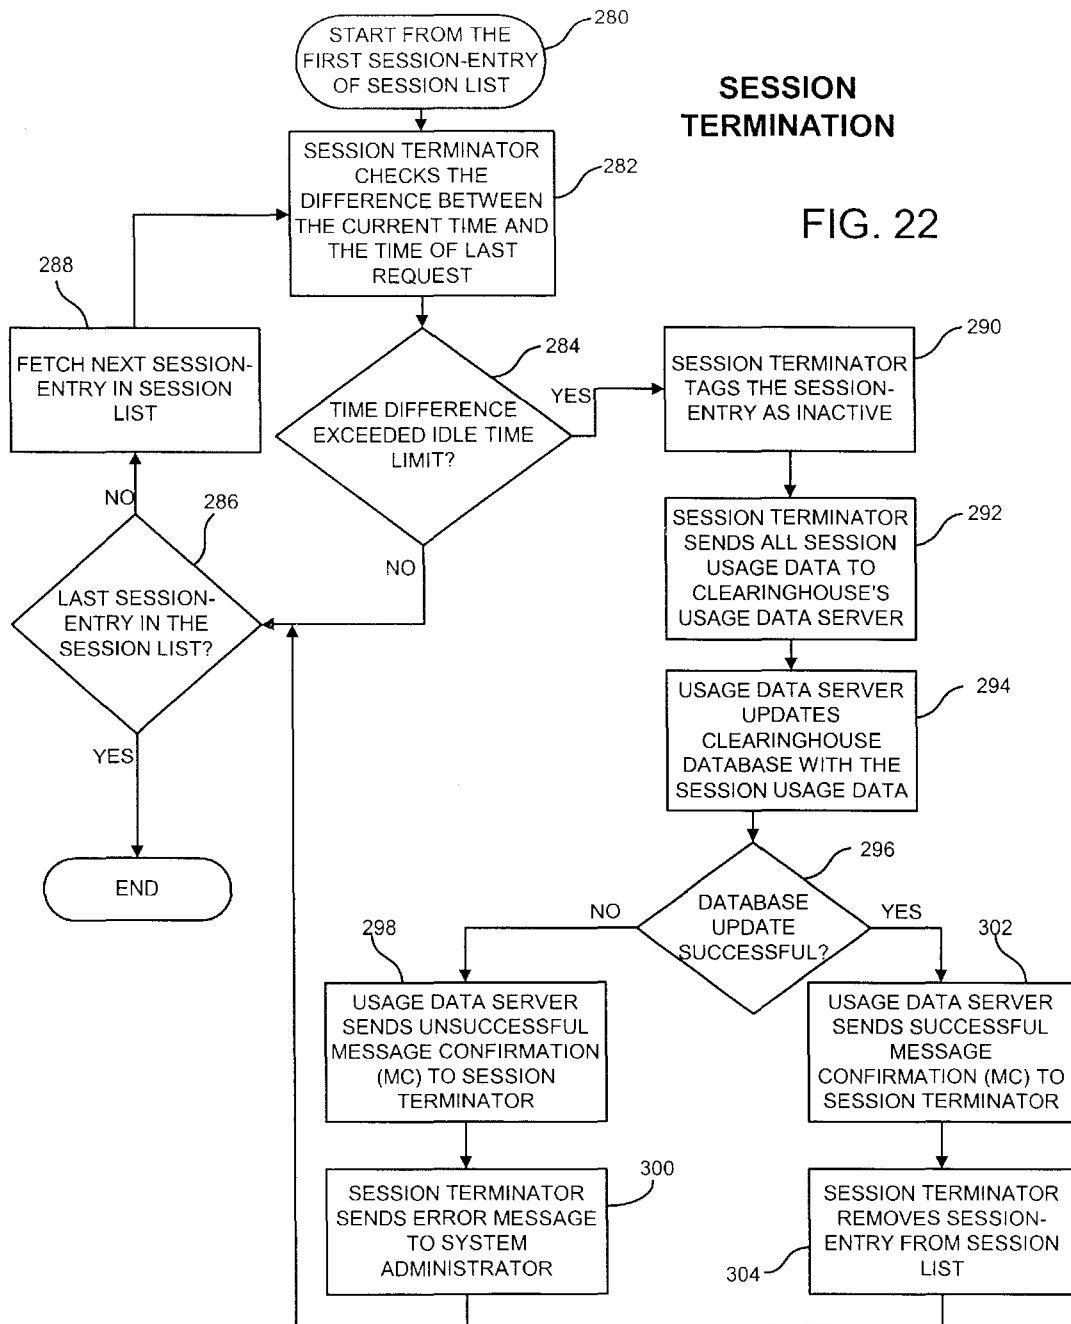 START FROM THE
FIRST SESSION-ENTRY
OF SESSION LIST
280
SESSION
TERMINATION
FIG. 22
SESSION TERMINATOR
CHECKS THE
DIFFERENCE BETWEEN
THE CURRENT TIME AND
THE TIME OF LAST
REQUEST
282
288
FETCH NEXT SESSION-
ENTRY IN SESSION
LIST
TIME DIFFERENCE
EXCEEDED IDLE TIME
LIMIT?
284
YES
NO
SESSION TERMINATOR
TAGS THE SESSION-
ENTRY AS INACTIVE
290
NO
286
LAST SESSION-
ENTRY IN THE
SESSION LIST?
YES
END
SESSION TERMINATOR
SENDS ALL SESSION
USAGE DATA TO
CLEARINGHOUSE'S
USAGE DATA SERVER
292
USAGE DATA SERVER
UPDATES
CLEARINGHOUSE
DATABASE WITH THE
SESSION USAGE DATA
294
DATABASE
UPDATE
SUCCESSFUL?
296
NO
YES
298
USAGE DATA SERVER
SENDS UNSUCCESSFUL
MESSAGE CONFIRMATION
(MC) TO SESSION
TERMINATOR
302
USAGE DATA SERVER
SENDS SUCCESSFUL
MESSAGE
CONFIRMATION (MC) TO
SESSION TERMINATOR
SESSION TERMINATOR
SENDS ERROR MESSAGE
TO SYSTEM
ADMINISTRATOR
300
SESSION TERMINATOR
REMOVES SESSION-
ENTRY FROM SESSION
LIST
304